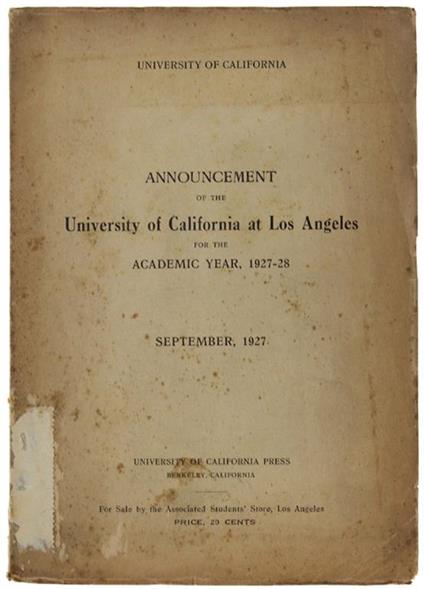 UNIVERSITY OF CALIFORNIA
ANNOUNCEMENT
OF THE
University of California at Los Angeles
FOR THE
ACADEMIC YEAR, 1927-28
SEPTEMBER, 1927
UNIVERSITY OF CALIFORNIA PRESS
BERKELEY, CALIFORNIA
For Sale by the Associated Students' Store, Los Angeles
PRICE, 20 CENTS